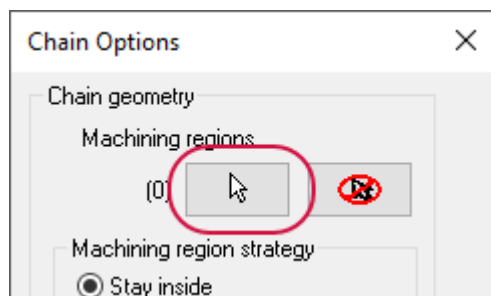 Chain Options
Chain geometry
Machining regions
(0)
Machining region strategy
Stay inside